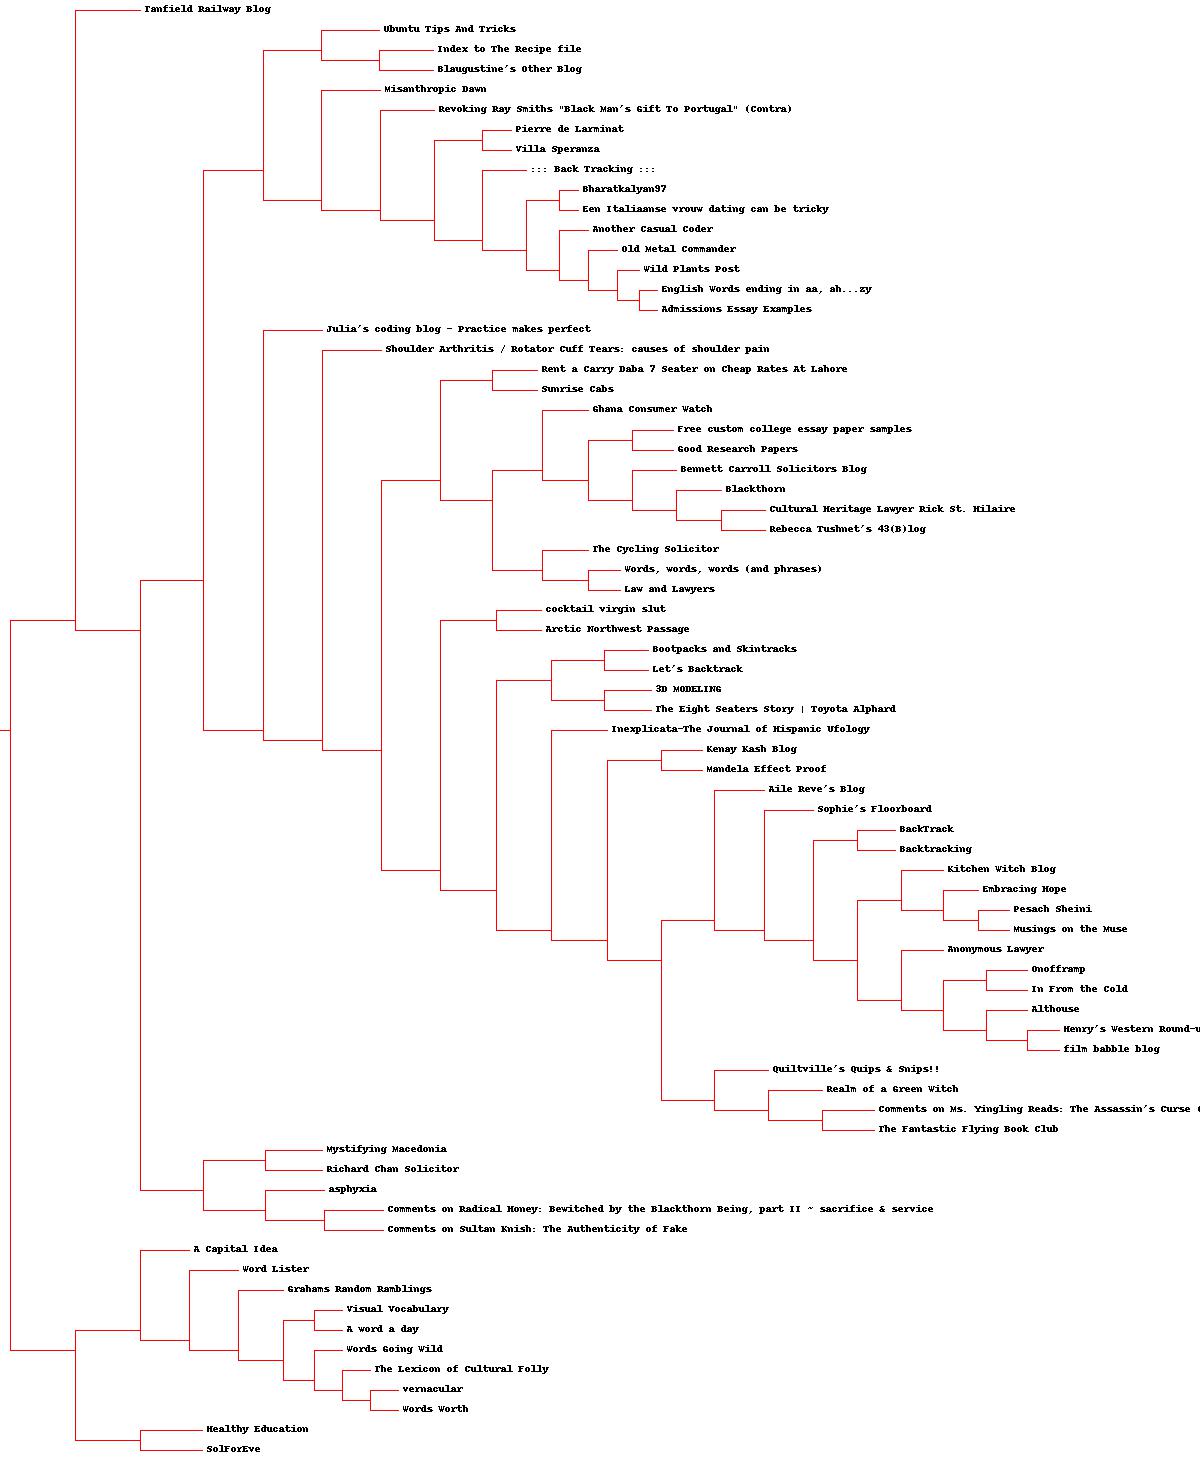 Tanfield Railway Blog
Ubuntu Tips And Tricks
Index to The Recipe file
Blaugustine's Other Blog
Misanthropic Dawn
Revoking Ray Smiths "Black Man's Gift To Portugal" (Contra)
Pierre de Larminat
Villa Speranza
::: Back Tracking :::
Bharatkalyan97
Een Italiaanse vrouw dating can be tricky
Another Casual Coder
Old Metal Commander
Wild Plants Post
English Words ending in aa, ah...zy
Admissions Essay Examples
Julia's coding blog - Practice makes perfect
Shoulder Arthritis / Rotator Cuff Tears: causes of shoulder pain
Rent a Carry Daba 7 Seater on Cheap Rates At Lahore
Sunrise Cabs
Ghana Consumer Watch
Free custom college essay paper samples
Good Research Papers
Bennett Carroll Solicitors Blog
Blackthorn
Cultural Heritage Lawyer Rick St. Hilaire
Rebecca Tushnet's 43(B)log
The Cycling Solicitor
Words, words, words (and phrases)
Law and Lawyers
cocktail virgin slut
Arctic Northwest Passage
Bootpacks and Skintracks
Let's Backtrack
3D MODELING
The Eight Seaters Story | Toyota Alphard
Inexplicata-The Journal of Hispanic Ufology
Kenay Kash Blog
Mandela Effect Proof
Aile Reve's Blog
Sophie's Floorboard
BackTrack
Backtracking
Kitchen Witch Blog
Embracing Hope
Pesach Sheini
Musings on the Muse
Anonymous Lawyer
Onofframp
In From the Cold
Althouse
Henry's Western Round-u
film babble blog
Quiltville's Quips & Snips!!
Realm of a Green Witch
Comments on Ms. Yingling Reads: The Assassin's Curse
The Fantastic Flying Book Club
Mystifying Macedonia
Richard Chan Solicitor
asphyxia
Comments on Radical Honey: Bewitched by the Blackthorn Being, part II ~ sacrifice & service
Comments on Sultan Knish: The Authenticity of Fake
A Capital Idea
Word Lister
Grahams Random Ramblings
Visual Vocabulary
A word a day
Words Going Wild
The Lexicon of Cultural Folly
vernacular
Words Worth
Healthy Education
SolForEve